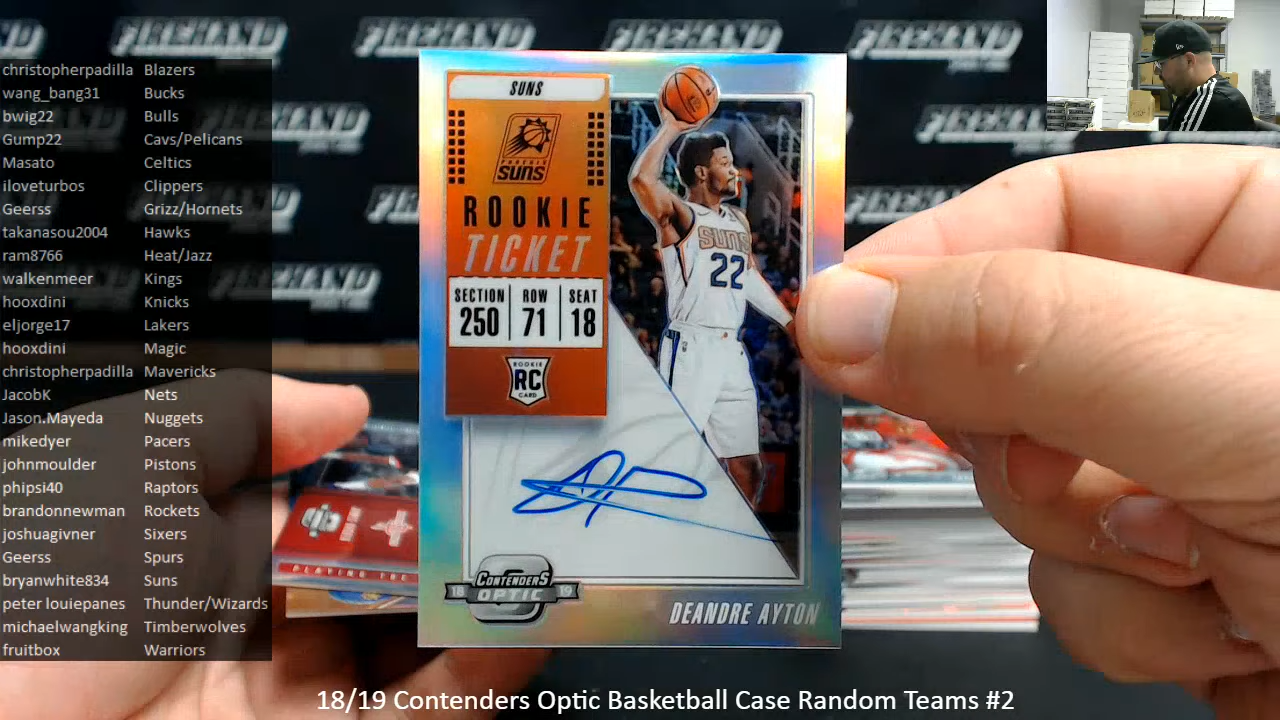 FIREHAND FIREHAND FIREHAND FIREHAND
christopherpadilla Blazers
wang_bang31 Bucks
bwig22 Bulls
Gump22 Cavs/Pelicans
Masato Celtics
iloveturbos Clippers
Geerss Grizz/Hornets
takanasou2004 Hawks
ram8766 Heat/Jazz
walkenmeer Kings
hooxdini Knicks
eljorge17 Lakers
hooxdini Magic
christopherpadilla Mavericks
JacobK Nets
Jason.Mayeda Nuggets
mikedyer Pacers
johnmoulder Pistons
phipsi40 Raptors
brandonnewman Rockets
joshuagivner Sixers
Geerss Spurs
bryanwhite834 Suns
peter louiepanes Thunder/Wizards
michaelwangking Timberwolves
fruitbox Warriors
SUNS
PHOENIX
SUNS
ROOKIE
TICKET
SECTION ROW SEAT
250 71 18
ROOKIE
RC
CARD
SUNS
22
CONTENDERS
18 OPTIC 19
DEANDRE AYTON
18/19 Contenders Optic Basketball Case Random Teams #2